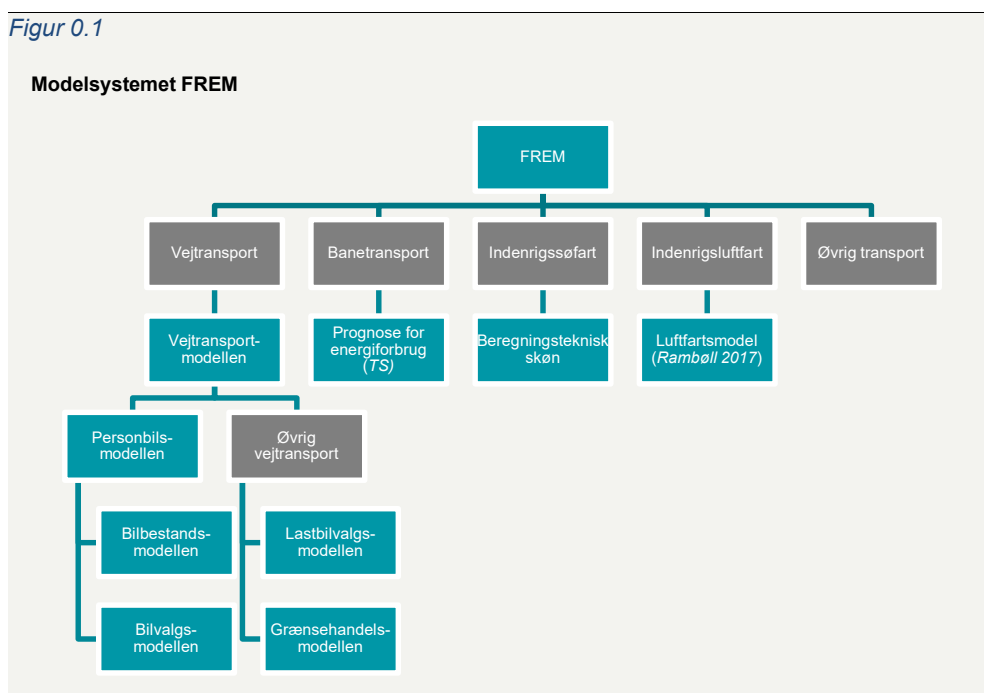 Figur 0.1
Modelsystemet FREM
FREM
Vejtransport
Banetransport
Indenrigssøfart
Indenrigsluftfart
Øvrig transport
Vejtransport-
modellen
Prognose for
energiforbrug
(TS)
Beregningsteknisk
skøn
Luftfartsmodel
(Rambøll 2017)
Personbils-
modellen
Øvrig
vejtransport
Bilbestands-
modellen
Lastbilvalgs-
modellen
Bilvalgs-
modellen
Grænsehandels-
modellen